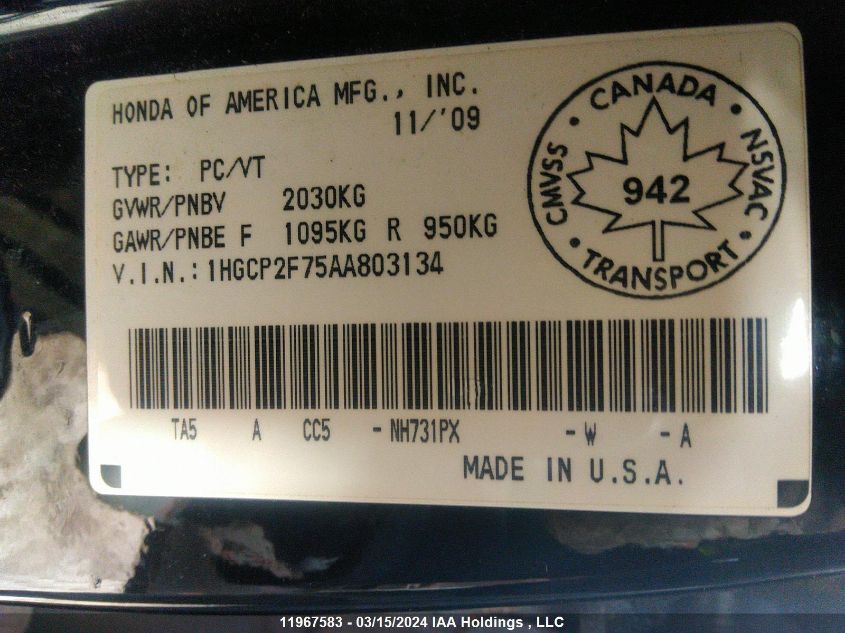 HONDA OF AMERICA MFG., INC.
11/'09
TYPE: PC/VT
GVWR/PNBV 2030KG
GAWR/PNBE F 1095KG R 950KG
V.I.N.: 1HGCP2F75AA803134
CANADA
CMVSS • 942 • NSVAC
• TRANSPORT •
TA5 A CC5 - NH731PX - W - A
MADE IN U.S.A.
11967583 - 03/15/2024 IAA Holdings , LLC